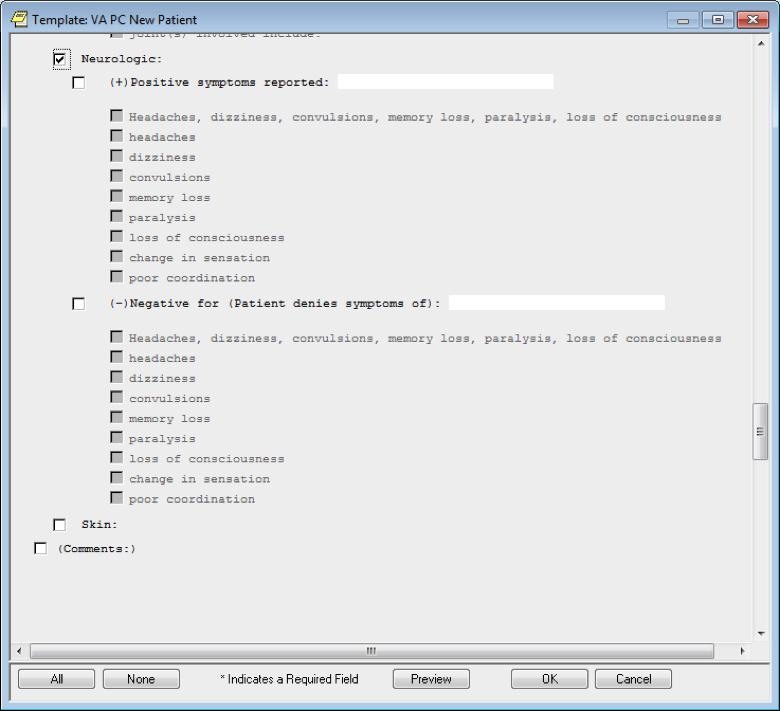 Template: VA PC New Patient
joint(s) involved include:
Neurologic:
(+)Positive symptoms reported:
Headaches, dizziness, convulsions, memory loss, paralysis, loss of consciousness
headaches
dizziness
convulsions
memory loss
paralysis
loss of consciousness
change in sensation
poor coordination
(-)Negative for (Patient denies symptoms of):
Headaches, dizziness, convulsions, memory loss, paralysis, loss of consciousness
headaches
dizziness
convulsions
memory loss
paralysis
loss of consciousness
change in sensation
poor coordination
Skin:
(Comments:)
All None * Indicates a Required Field Preview OK Cancel